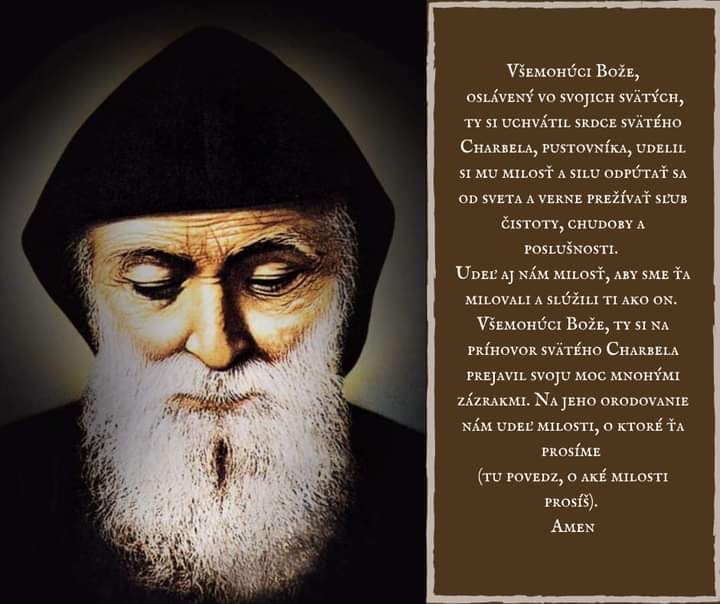 Všemohúci Bože,
oslávený vo svojich svätých,
ty si uchvátil srdce svätého
Charbela, pustovníka, udelil
si mu milosť a silu odpútať sa
od sveta a verne prežívať sľub
čistoty, chudoby a
poslušnosti.
Udeľ aj nám milosť, aby sme ťa
milovali a slúžili ti ako on.
Všemohúci Bože, ty si na
príhovor svätého Charbela
prejavil svoju moc mnohými
zázrakmi. Na jeho orodovanie
nám udeľ milosti, o ktoré ťa
prosíme
(tu povedz, o aké milosti
prosíš).
Amen